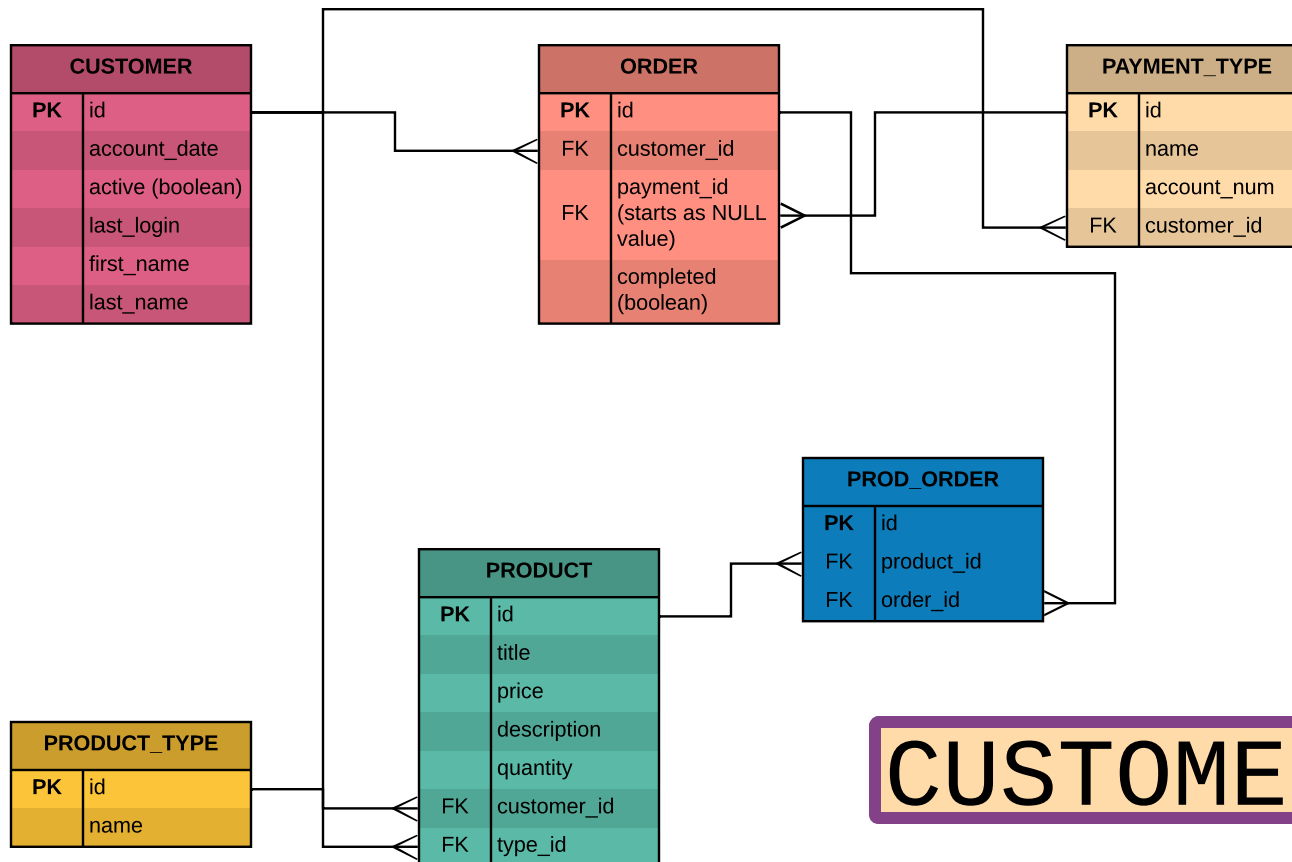 CUSTOMER
PK id
account_date
active (boolean)
last_login
first_name
last_name
ORDER
PK id
FK customer_id
FK payment_id
(starts as NULL
value)
completed
(boolean)
PAYMENT_TYPE
PK id
name
account_num
FK customer_id
PROD_ORDER
PK id
FK product_id
FK order_id
PRODUCT
PK id
title
price
description
quantity
FK customer_id
FK type_id
PRODUCT_TYPE
PK id
name
CUSTOME